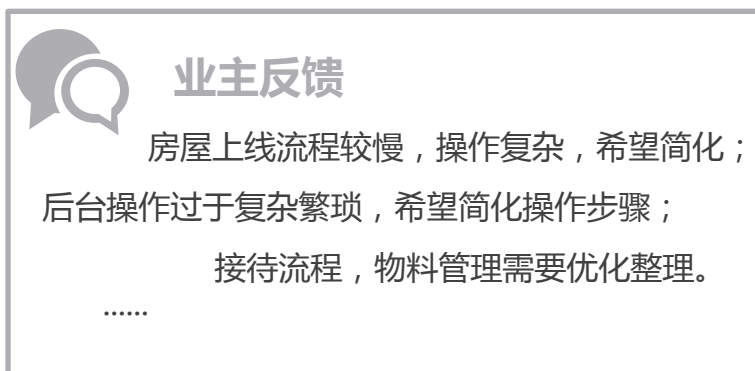 业主反馈
房屋上线流程较慢，操作复杂，希望简化；
后台操作过于复杂繁琐，希望简化操作步骤；
接待流程，物料管理需要优化整理。
......